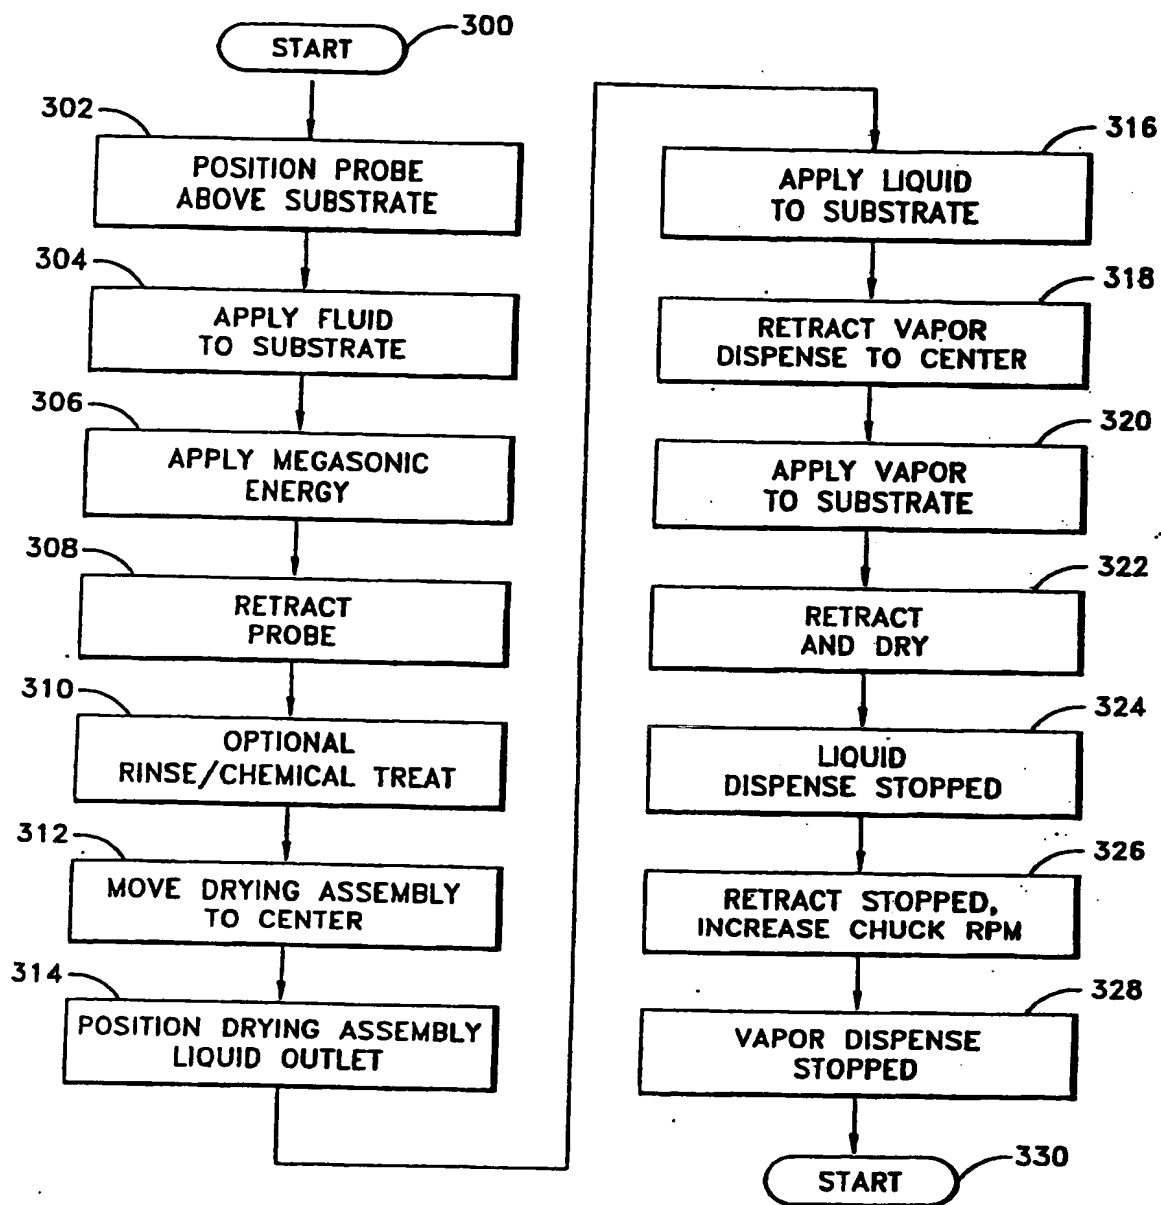 300
START
302
POSITION PROBE
ABOVE SUBSTRATE
304
APPLY FLUID
TO SUBSTRATE
306
APPLY MEGASONIC
ENERGY
308
RETRACT
PROBE
310
OPTIONAL
RINSE/CHEMICAL TREAT
312
MOVE DRYING ASSEMBLY
TO CENTER
314
POSITION DRYING ASSEMBLY
LIQUID OUTLET
316
APPLY LIQUID
TO SUBSTRATE
318
RETRACT VAPOR
DISPENSE TO CENTER
320
APPLY VAPOR
TO SUBSTRATE
322
RETRACT
AND DRY
324
LIQUID
DISPENSE STOPPED
326
RETRACT STOPPED,
INCREASE CHUCK RPM
328
VAPOR DISPENSE
STOPPED
330
START